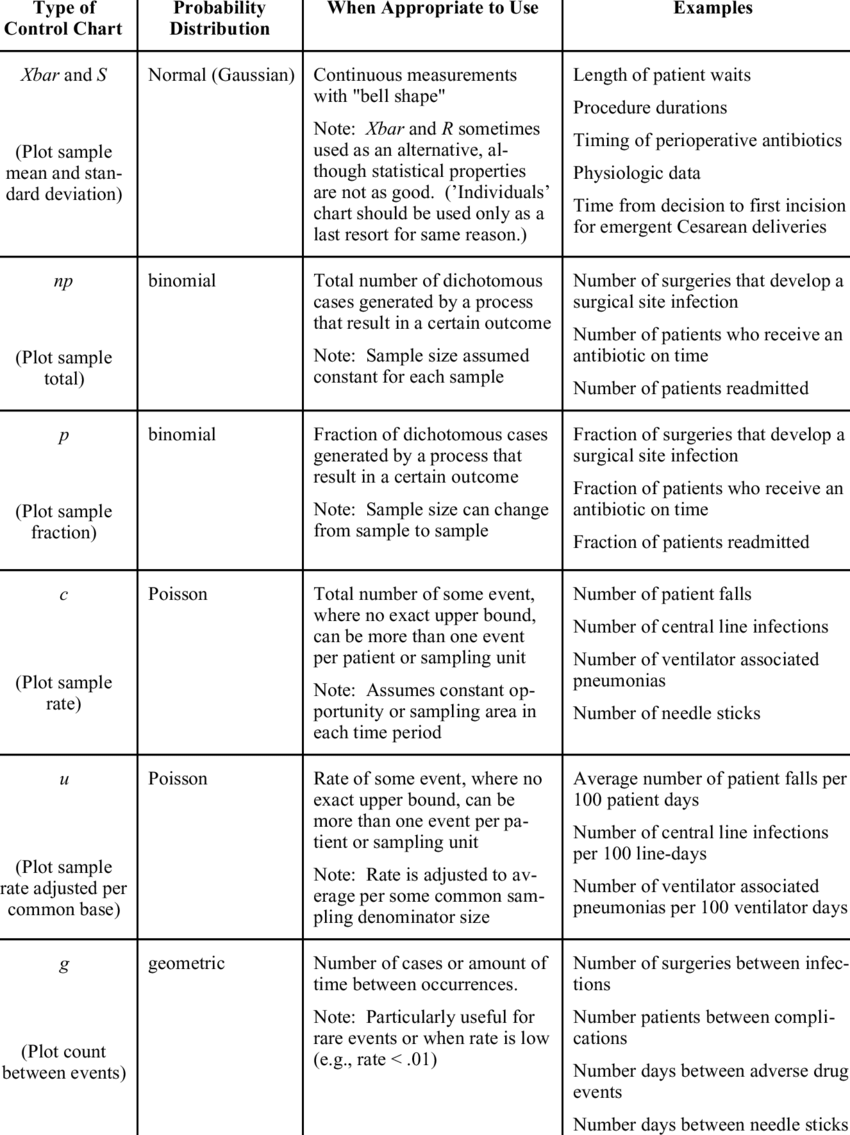 Type of Control Chart
Probability Distribution
When Appropriate to Use
Examples
Xbar and S
(Plot sample
mean and stan-
dard deviation)
Normal (Gaussian)
Continuous measurements
with "bell shape"
Note:  Xbar and R sometimes
used as an alternative, al-
though statistical properties
are not as good.  (’Individuals’
chart should be used only as a
last resort for same reason.)
Length of patient waits
Procedure durations
Timing of perioperative antibiotics
Physiologic data
Time from decision to first incision
for emergent Cesarean deliveries
np
(Plot sample
total)
binomial
Total number of dichotomous
cases generated by a process
that result in a certain outcome
Note:  Sample size assumed
constant for each sample
Number of surgeries that develop a
surgical site infection
Number of patients who receive an
antibiotic on time
Number of patients readmitted
p
(Plot sample
fraction)
binomial
Fraction of dichotomous cases
generated by a process that
result in a certain outcome
Note:  Sample size can change
from sample to sample
Fraction of surgeries that develop a
surgical site infection
Fraction of patients who receive an
antibiotic on time
Fraction of patients readmitted
c
(Plot sample
rate)
Poisson
Total number of some event,
where no exact upper bound,
can be more than one event
per patient or sampling unit
Note:  Assumes constant op-
portunity or sampling area in
each time period
Number of patient falls
Number of central line infections
Number of ventilator associated
pneumonias
Number of needle sticks
u
(Plot sample
rate adjusted per
common base)
Poisson
Rate of some event, where no
exact upper bound, can be
more than one event per pa-
tient or sampling unit
Note:  Rate is adjusted to av-
erage per some common sam-
pling denominator size
Average number of patient falls per
100 patient days
Number of central line infections
per 100 line-days
Number of ventilator associated
pneumonias per 100 ventilator days
g
(Plot count
between events)
geometric
Number of cases or amount of
time between occurrences.
Note:  Particularly useful for
rare events or when rate is low
(e.g., rate < .01)
Number of surgeries between infec-
tions
Number patients between compli-
cations
Number days between adverse drug
events
Number days between needle sticks